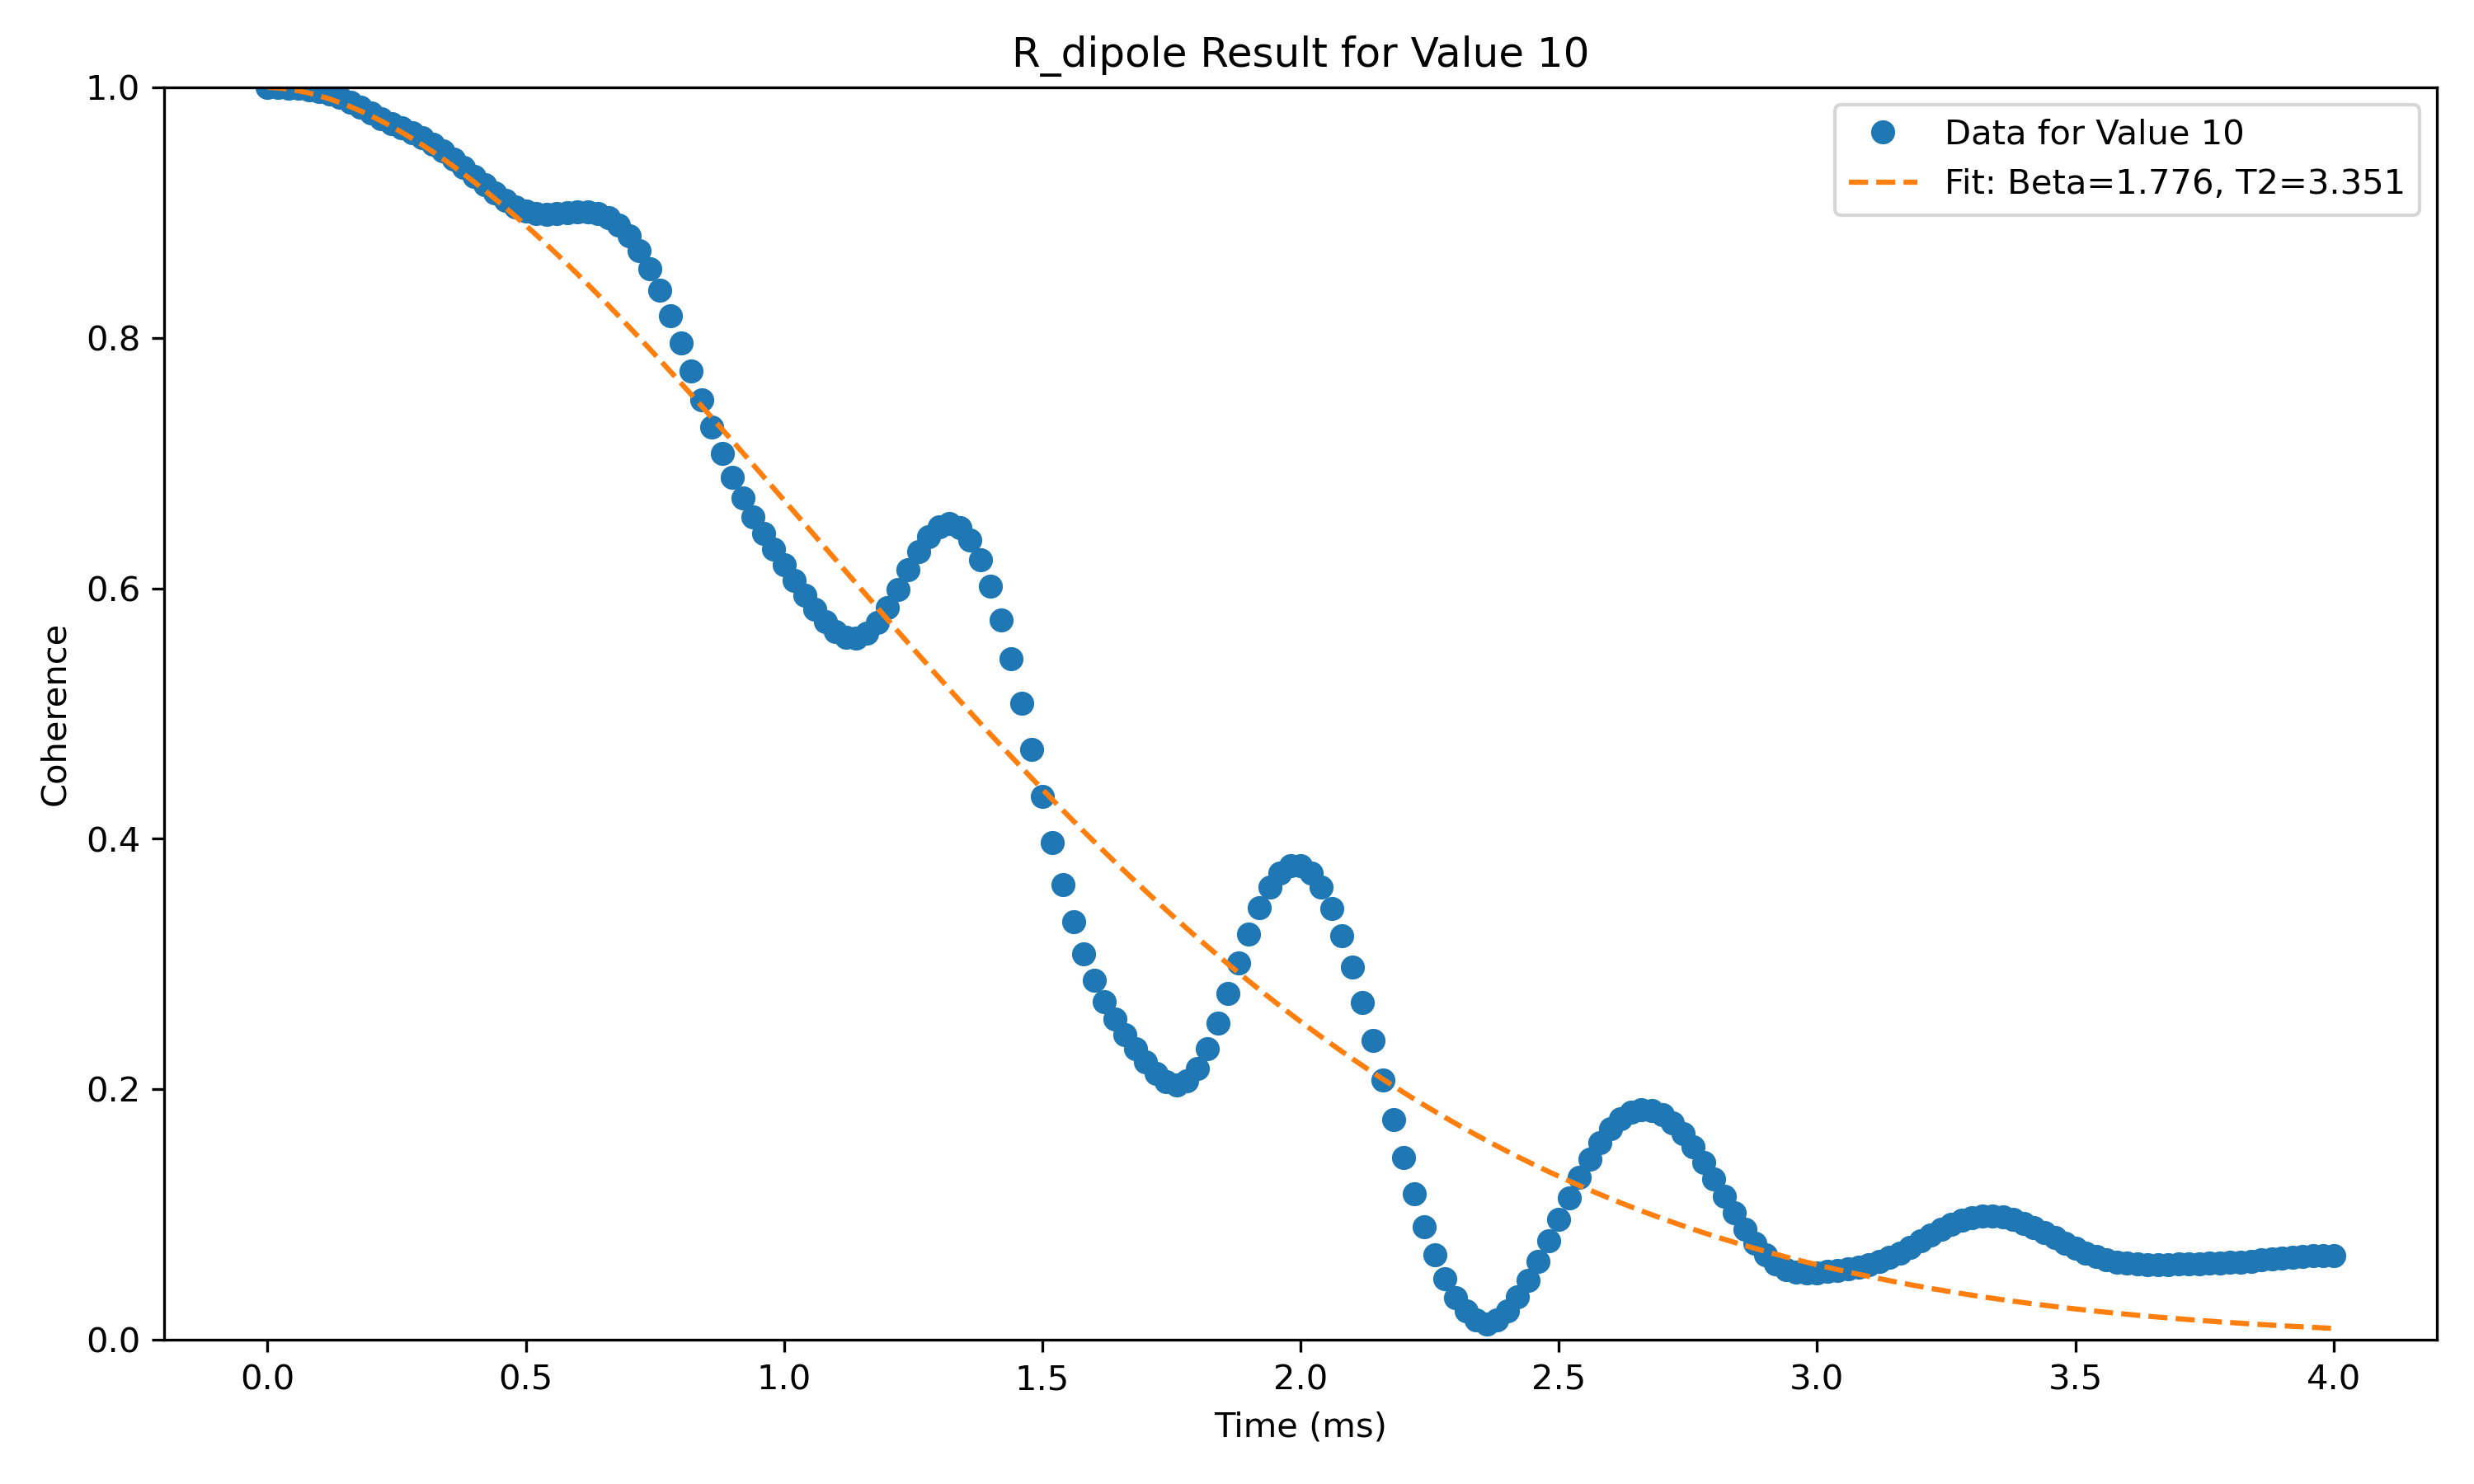 R_dipole Result for Value 10
Data for Value 10
Fit: Beta=1.776, T2=3.351
1.0
0.8
0.6
0.4
0.2
0.0
Coherence
0.0 0.5 1.0 1.5 2.0 2.5 3.0 3.5 4.0
Time (ms)